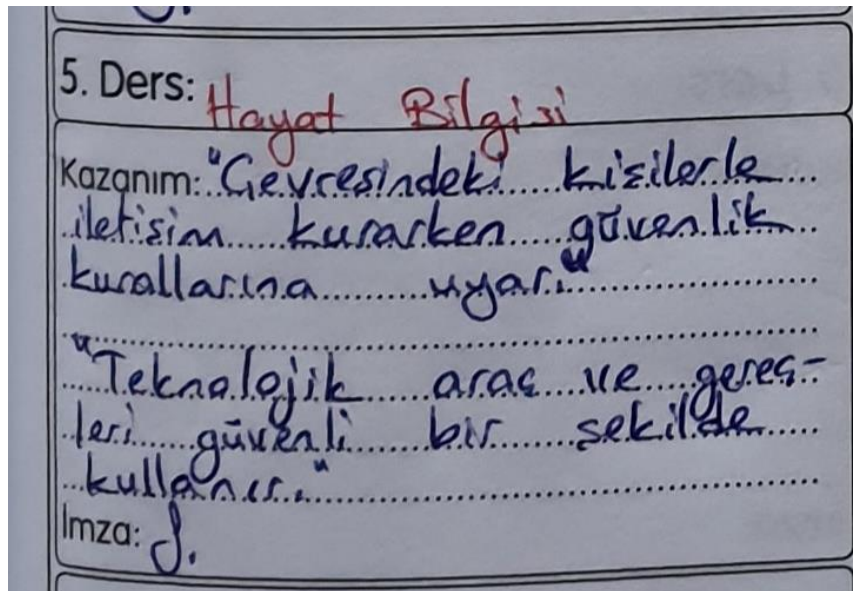 5. Ders: Hayat Bilgisi
Kazanım: "Çevresindeki kişilerle
iletişim kurarken güvenlik
kurallarına uyar."
"Teknolojik araç ve gereç-
leri güvenli bir şekilde
kullanır."
İmza: